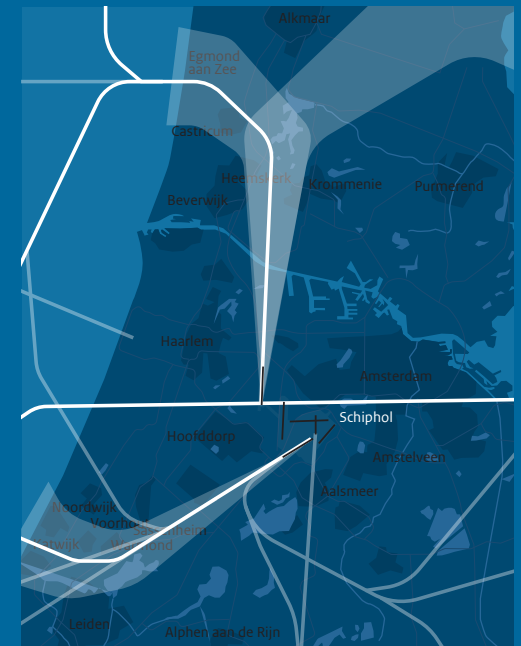 Alkmaar
Egmond
aan Zee
Castricum
Heemskerk
Krommenie
Purmerend
Beverwijk
Haarlem
Amsterdam
Schiphol
Hoofddorp
Amstelveen
Aalsmeer
Noordwijk
Voorhout
Sassenheim
Katwijk
Warmond
Leiden
Alphen aan de Rijn